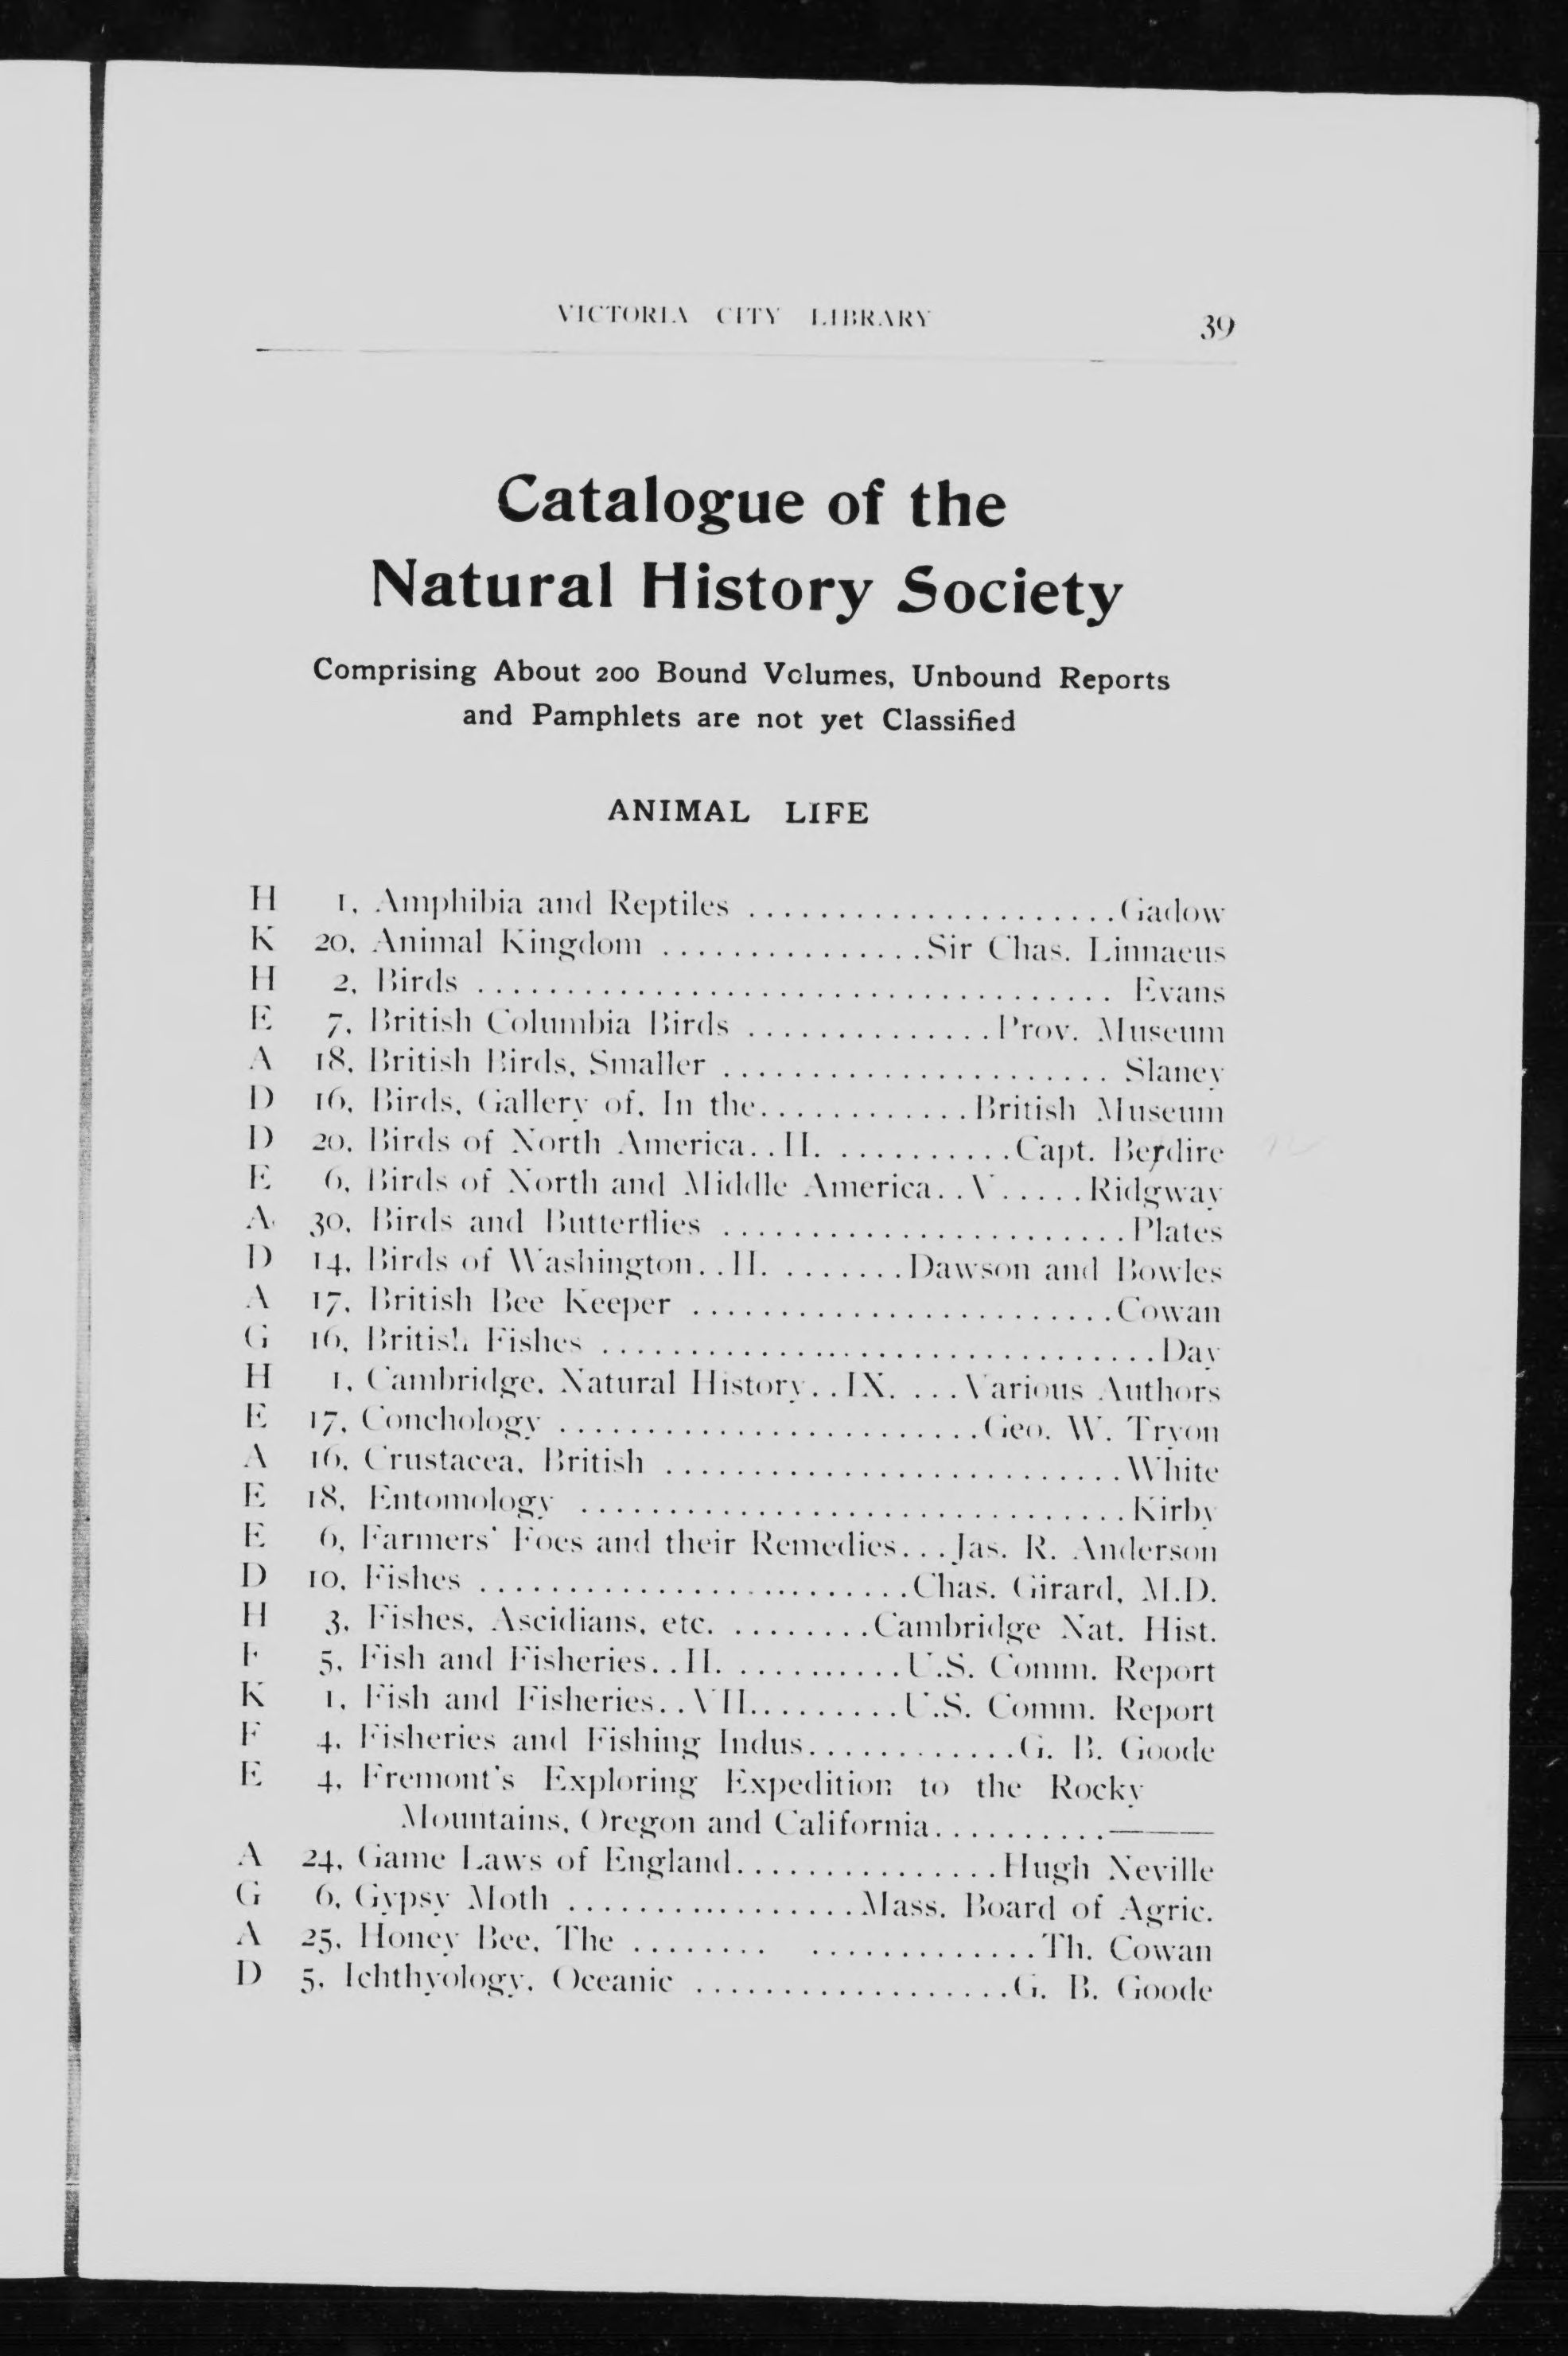 VICTORIA CITY LIBRARY 39
Catalogue of the
Natural History Society
Comprising About 200 Bound Volumes, Unbound Reports
and Pamphlets are not yet Classified
ANIMAL LIFE
H 1, Amphibia and Reptiles .....................Gadow
K 20, Animal Kingdom ...............Sir Chas. Linnaeus
H 2, Birds .................................... Evans
E 7, British Columbia Birds ..............Prov. Museum
A 18, British Birds, Smaller ...................... Slaney
D 16, Birds, Gallery of, In the............British Museum
D 20, Birds of North America..II. ..........Capt. Berdire
E 6, Birds of North and Middle America..V.....Ridgway
A 30, Birds and Butterflies .......................Plates
D 14, Birds of Washington..II. .......Dawson and Bowles
A 17, British Bee Keeper ........................Cowan
G 16, British Fishes ................................Day
H 1, Cambridge, Natural History..IX. ...Various Authors
E 17, Conchology ........................Geo. W. Tryon
A 16, Crustacea, British ..........................White
E 18, Entomology ...............................Kirby
E 6, Farmers' Foes and their Remedies...Jas. R. Anderson
D 10, Fishes .........................Chas. Girard, M.D.
H 3, Fishes, Ascidians, etc. ........Cambridge Nat. Hist.
F 5, Fish and Fisheries..II. ..........U.S. Comm. Report
K 1, Fish and Fisheries..VII.........U.S. Comm. Report
F 4, Fisheries and Fishing Indus............G. B. Goode
E 4, Fremont's Exploring Expedition to the Rocky
Mountains, Oregon and California..........———
A 24, Game Laws of England...............Hugh Neville
G 6, Gypsy Moth ................Mass. Board of Agric.
A 25, Honey Bee, The ........ .............Th. Cowan
D 5, Ichthyology, Oceanic ..................G. B. Goode